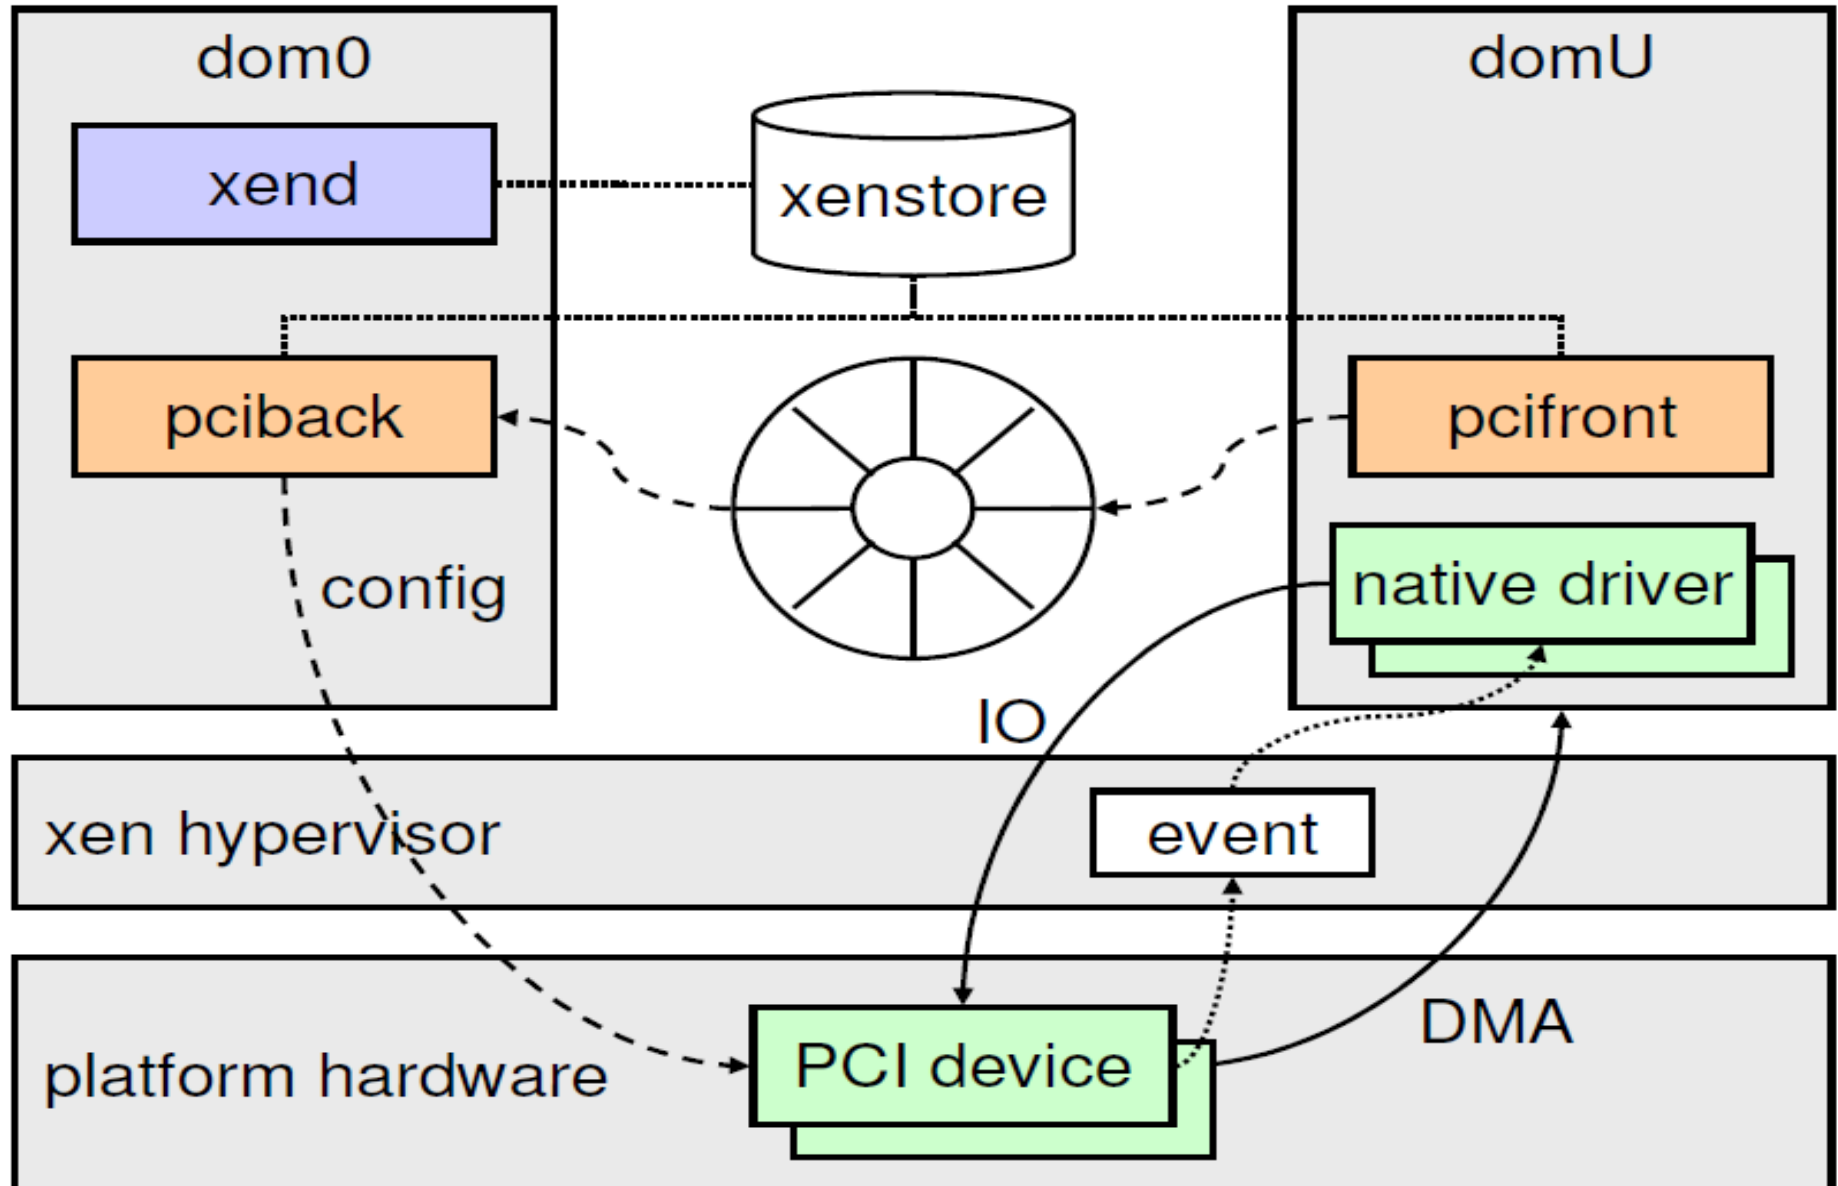 dom0
domU
xend
xenstore
pciback
pcifront
config
native driver
IO
xen hypervisor
event
platform hardware
PCI device
DMA